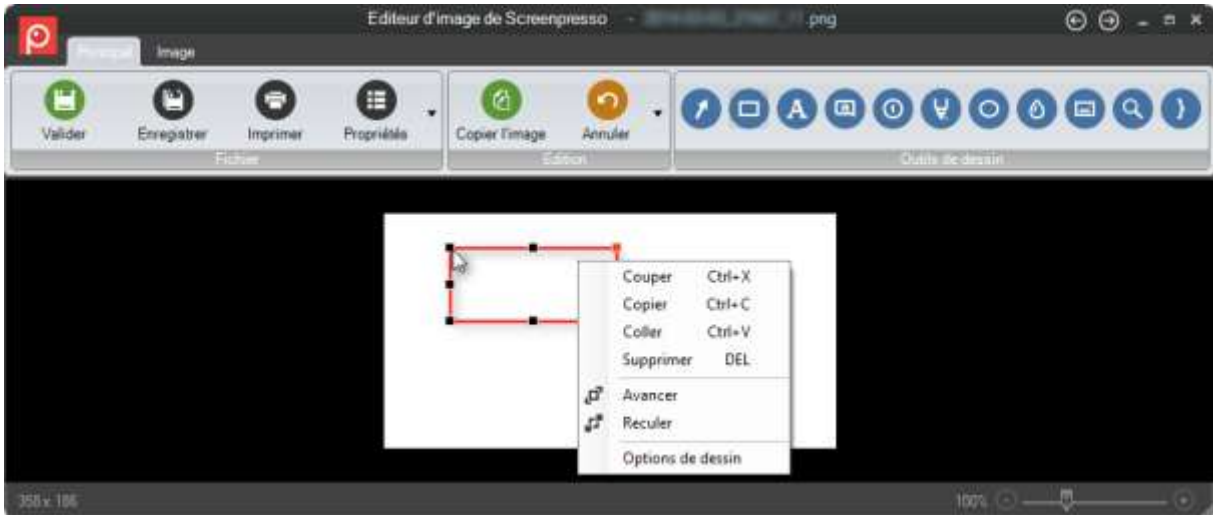 Editeur d'image de Screenpresso - .png
Principal Image
Valider Enregistrer Imprimer Propriétés Copier l'image Annuler
Fichier Edition Outils de dessin
Couper Ctrl+X
Copier Ctrl+C
Coller Ctrl+V
Supprimer DEL
Avancer
Reculer
Options de dessin
358 x 186 100%